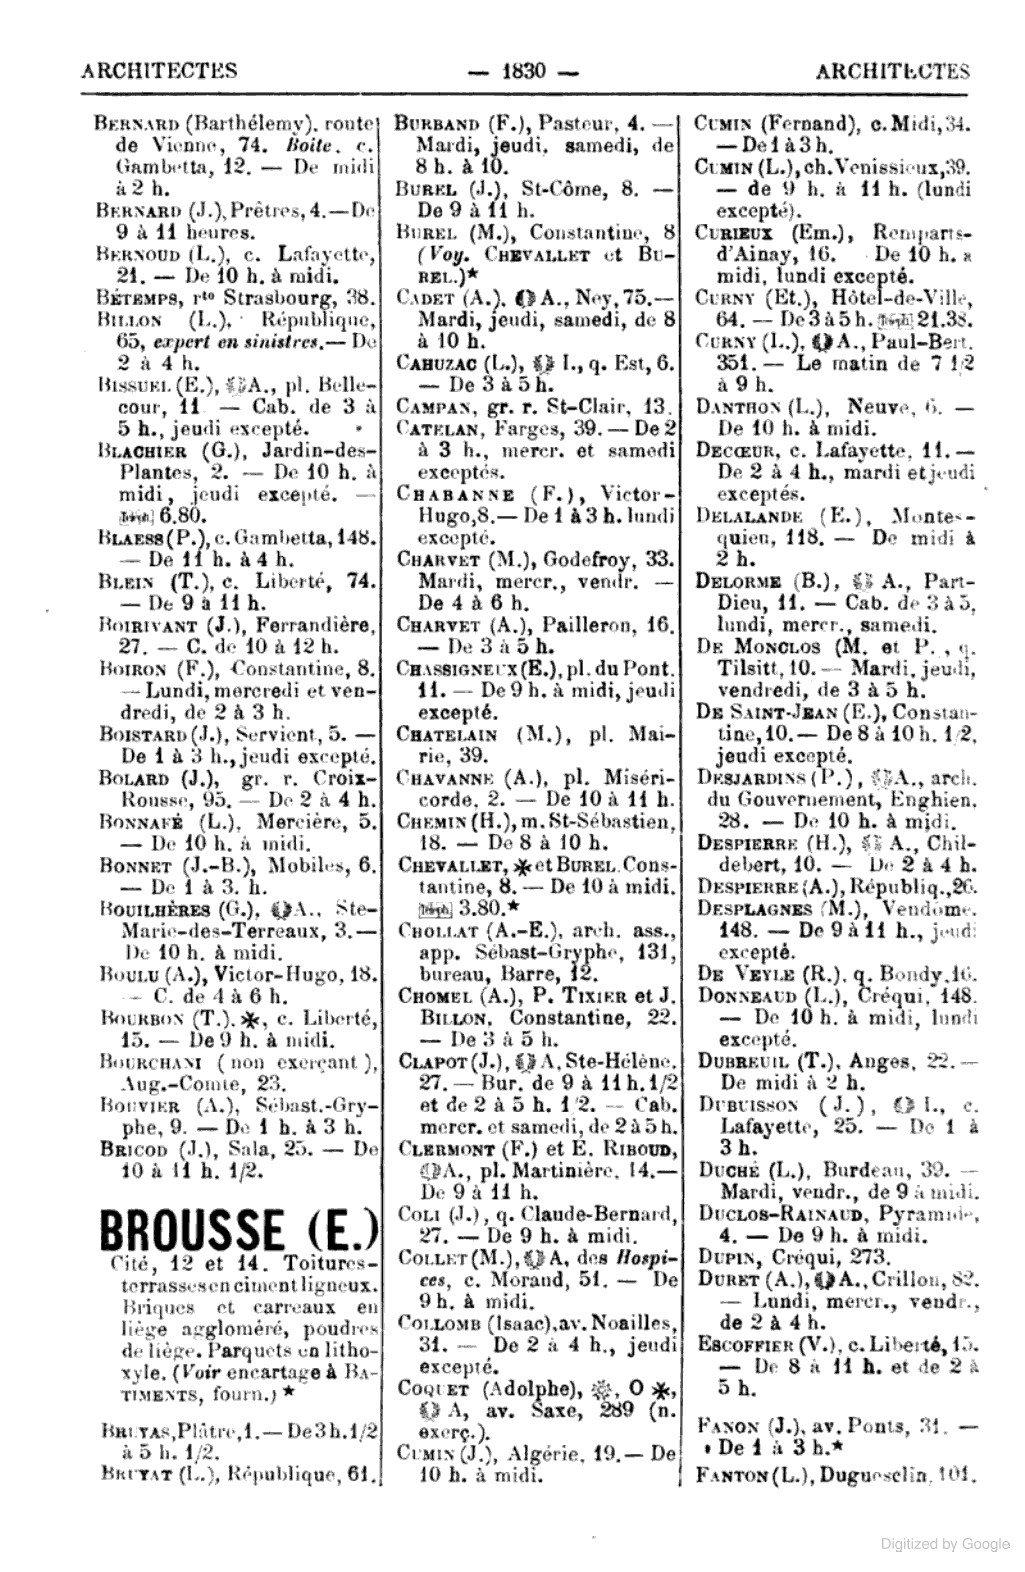 ARCHITECTES — 1830 — ARCHITECTES
BERNARD (Barthélemy), route
de Vienne, 74. Boîte, c.
Gambetta, 12. — De midi
à 2 h.
BERNARD (J.), Prêtres, 4. — De
9 à 11 heures.
BERNOUD (L.), c. Lafayette,
21. — De 10 h. à midi.
BÉTEMPS, rte Strasbourg, 38.
BILLON (L.), République,
65, expert en sinistres. — De
2 à 4 h.
BISSUEL (E.), A., pl. Belle-
cour, 11 — Cab. de 3 à
5 h., jeudi excepté.
BLACHIER (G.), Jardin-des-
Plantes, 2. — De 10 h. à
midi, jeudi excepté. —
Téléph. 6.80.
BLAESS (P.), c. Gambetta, 148.
— De 11 h. à 4 h.
BLEIN (T.), c. Liberté, 74.
— De 9 à 11 h.
BOIRIVANT (J.), Ferrandière,
27. — C. de 10 à 12 h.
BOIRON (F.), Constantine, 8.
— Lundi, mercredi et ven-
dredi, de 2 à 3 h.
BOISTARD (J.), Servient, 5. —
De 1 à 3 h., jeudi excepté.
BOLARD (J.), gr. r. Croix-
Rousse, 95. — De 2 à 4 h.
BONNAFÉ (L.), Mercière, 5.
— De 10 h. à midi.
BONNET (J.-B.), Mobiles, 6.
— De 1 à 3. h.
BOUILHÈRES (G.), A., Ste-
Marie-des-Terreaux, 3. —
De 10 h. à midi.
BOULU (A.), Victor-Hugo, 18.
— C. de 4 à 6 h.
BOURBON (T.), ✻, c. Liberté,
15. — De 9 h. à midi.
BOURCHANI (non exerçant),
Aug.-Comte, 23.
BOUVIER (A.), Sébast.-Gry-
phe, 9. — De 1 h. à 3 h.
BRICOD (J.), Sala, 25. — De
10 à 11 h. 1/2.
BROUSSE (E.)
Cité, 12 et 14. Toitures-
terrasses en ciment ligneux.
Briques et carreaux en
liège aggloméré, poudres
de liège. Parquets en litho-
xyle. (Voir encartage à BA-
TIMENTS, fourn.) ★
BRUTAS, Plâtre, 1. — De 3 h. 1/2
à 5 h. 1/2.
BRUYAT (L.), République, 61.
BURBAND (F.), Pasteur, 4. —
Mardi, jeudi, samedi, de
8 h. à 10.
BUREL (J.), St-Côme, 8. —
De 9 à 11 h.
BUREL (M.), Constantine, 8
(Voy. CHEVALLET et BU-
REL.)★
CADET (A.), A., Ney, 75. —
Mardi, jeudi, samedi, de 8
à 10 h.
CAHUZAC (L.), I., q. Est, 6.
— De 3 à 5 h.
CAMPAN, gr. r. St-Clair, 13.
CATELAN, Farges, 39. — De 2
à 3 h., mercr. et samedi
exceptés.
CHABANNE (F.), Victor-
Hugo, 8. — De 1 à 3 h. lundi
excepté.
CHARVET (M.), Godefroy, 33.
Mardi, mercr., vendr. —
De 4 à 6 h.
CHARVET (A.), Pailleron, 16.
— De 3 à 5 h.
CHASSIGNEUX (E.), pl. du Pont.
11. — De 9 h. à midi, jeudi
excepté.
CHATELAIN (M.), pl. Mai-
rie, 39.
CHAVANNE (A.), pl. Miséri-
corde, 2. — De 10 à 11 h.
CHEMIN (H.), m. St-Sébastien,
18. — De 8 à 10 h.
CHEVALLET, ✻ et BUREL. Cons-
tantine, 8. — De 10 à midi.
Téléph. 3.80.★
CHOLLAT (A.-E.), arch. ass.,
app. Sébast-Gryphe, 131,
bureau, Barre, 12.
CHOMEL (A.), P. TIXIER et J.
BILLON, Constantine, 22.
— De 3 à 5 h.
CLAPOT (J.), A, Ste-Hélène,
27. — Bur. de 9 à 11 h. 1/2
et de 2 à 5 h. 1/2. — Cab.
mercr. et samedi, de 2 à 5 h.
CLERMONT (F.) et E. RIBOUD,
A., pl. Martinière, 14. —
De 9 à 11 h.
COLI (J.), q. Claude-Bernard,
27. — De 9 h. à midi.
COLLET (M.), A, des Hospi-
ces, c. Morand, 51. — De
9 h. à midi.
COLLOMB (Isaac), av. Noailles,
31. — De 2 à 4 h., jeudi
excepté.
COQUET (Adolphe), O ✻,
A, av. Saxe, 289 (n.
exerç.).
CUMIN (J.), Algérie, 19. — De
10 h. à midi.
CUMIN (Fernand), c. Midi, 34.
— De 1 à 3 h.
CUMIN (L.), ch. Venissieux, 39.
— de 9 h. à 11 h. (lundi
excepté).
CURIEUX (Em.), Remparts-
d'Ainay, 16. De 10 h. à
midi, lundi excepté.
CURNY (Et.), Hôtel-de-Ville,
64. — De 3 à 5 h. Téléph. 21.38.
CURNY (L.), A., Paul-Bert,
351. — Le matin de 7 1/2
à 9 h.
DANTHON (L.), Neuve, 6. —
De 10 h. à midi.
DECŒUR, c. Lafayette, 11. —
De 2 à 4 h., mardi et jeudi
exceptés.
DELALANDE (E.), Montes-
quieu, 118. — De midi à
2 h.
DELORME (B.), A., Part-
Dieu, 11. — Cab. de 3 à 5,
lundi, mercr., samedi.
DE MONCLOS (M. et P., q.
Tilsitt, 10. — Mardi, jeudi,
vendredi, de 3 à 5 h.
DE SAINT-JEAN (E.), Constan-
tine, 10. — De 8 à 10 h. 1/2,
jeudi excepté.
DESJARDINS (P.), A., arch.
du Gouvernement, Enghien,
28. — De 10 h. à midi.
DESPIERRE (H.), A., Chil-
debert, 10. — De 2 à 4 h.
DESPIERRE (A.), Républiq., 26.
DESPLAGNES (M.), Vendôme,
148. — De 9 à 11 h., jeudi
excepté.
DE VEYLE (R.), q. Bondy, 16.
DONNEAUD (L.), Créqui, 148.
— De 10 h. à midi, lundi
excepté.
DUBREUIL (T.), Anges, 22. —
De midi à 2 h.
DUBUISSON (J.), I., c.
Lafayette, 25. — De 1 à
3 h.
DUCHÉ (L.), Burdeau, 39. —
Mardi, vendr., de 9 à midi.
DUCLOS-RAINAUD, Pyramide,
4. — De 9 h. à midi.
DUPIN, Créqui, 273.
DURET (A.), A., Crillon, 82.
— Lundi, mercr., vendr.,
de 2 à 4 h.
ESCOFFIER (V.), c. Liberté, 15.
— De 8 à 11 h. et de 2 à
5 h.
FANON (J.), av. Ponts, 31. —
De 1 à 3 h.★
FANTON (L.), Duguesclin, 101.
Digitized by Google